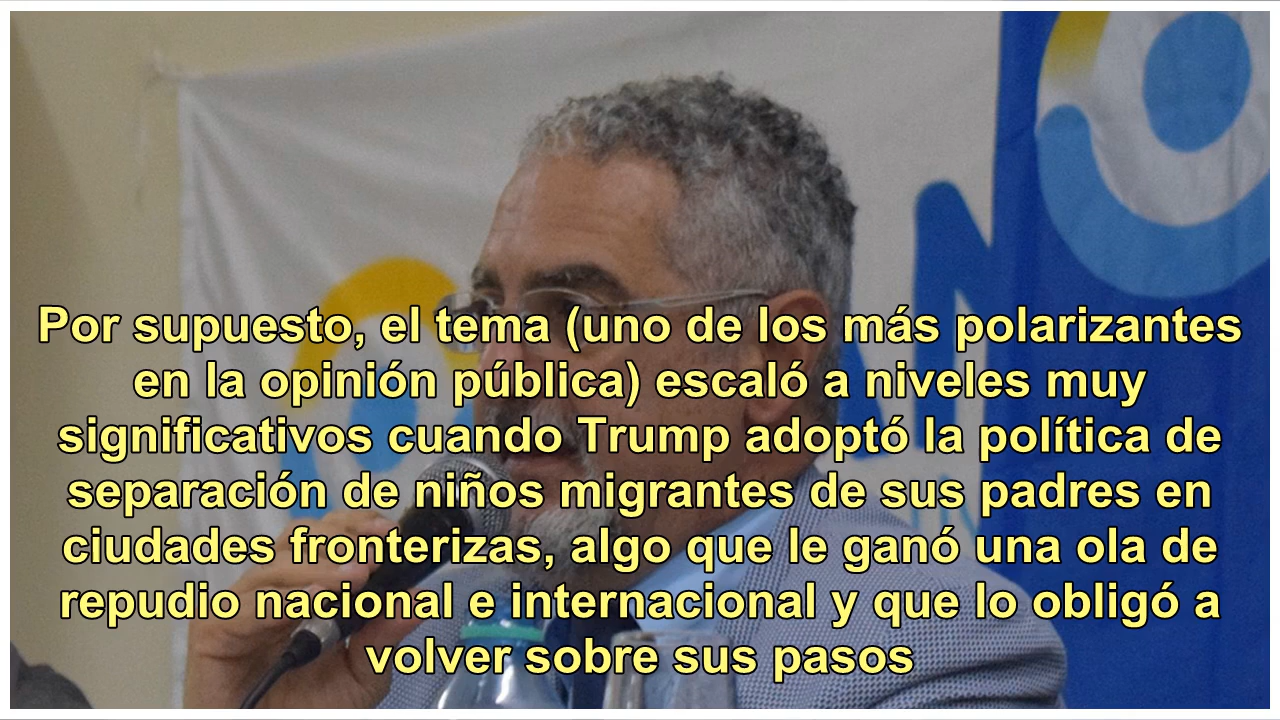 Por supuesto, el tema (uno de los más polarizantes
en la opinión pública) escaló a niveles muy
significativos cuando Trump adoptó la política de
separación de niños migrantes de sus padres en
ciudades fronterizas, algo que le ganó una ola de
repudio nacional e internacional y que lo obligó a
volver sobre sus pasos